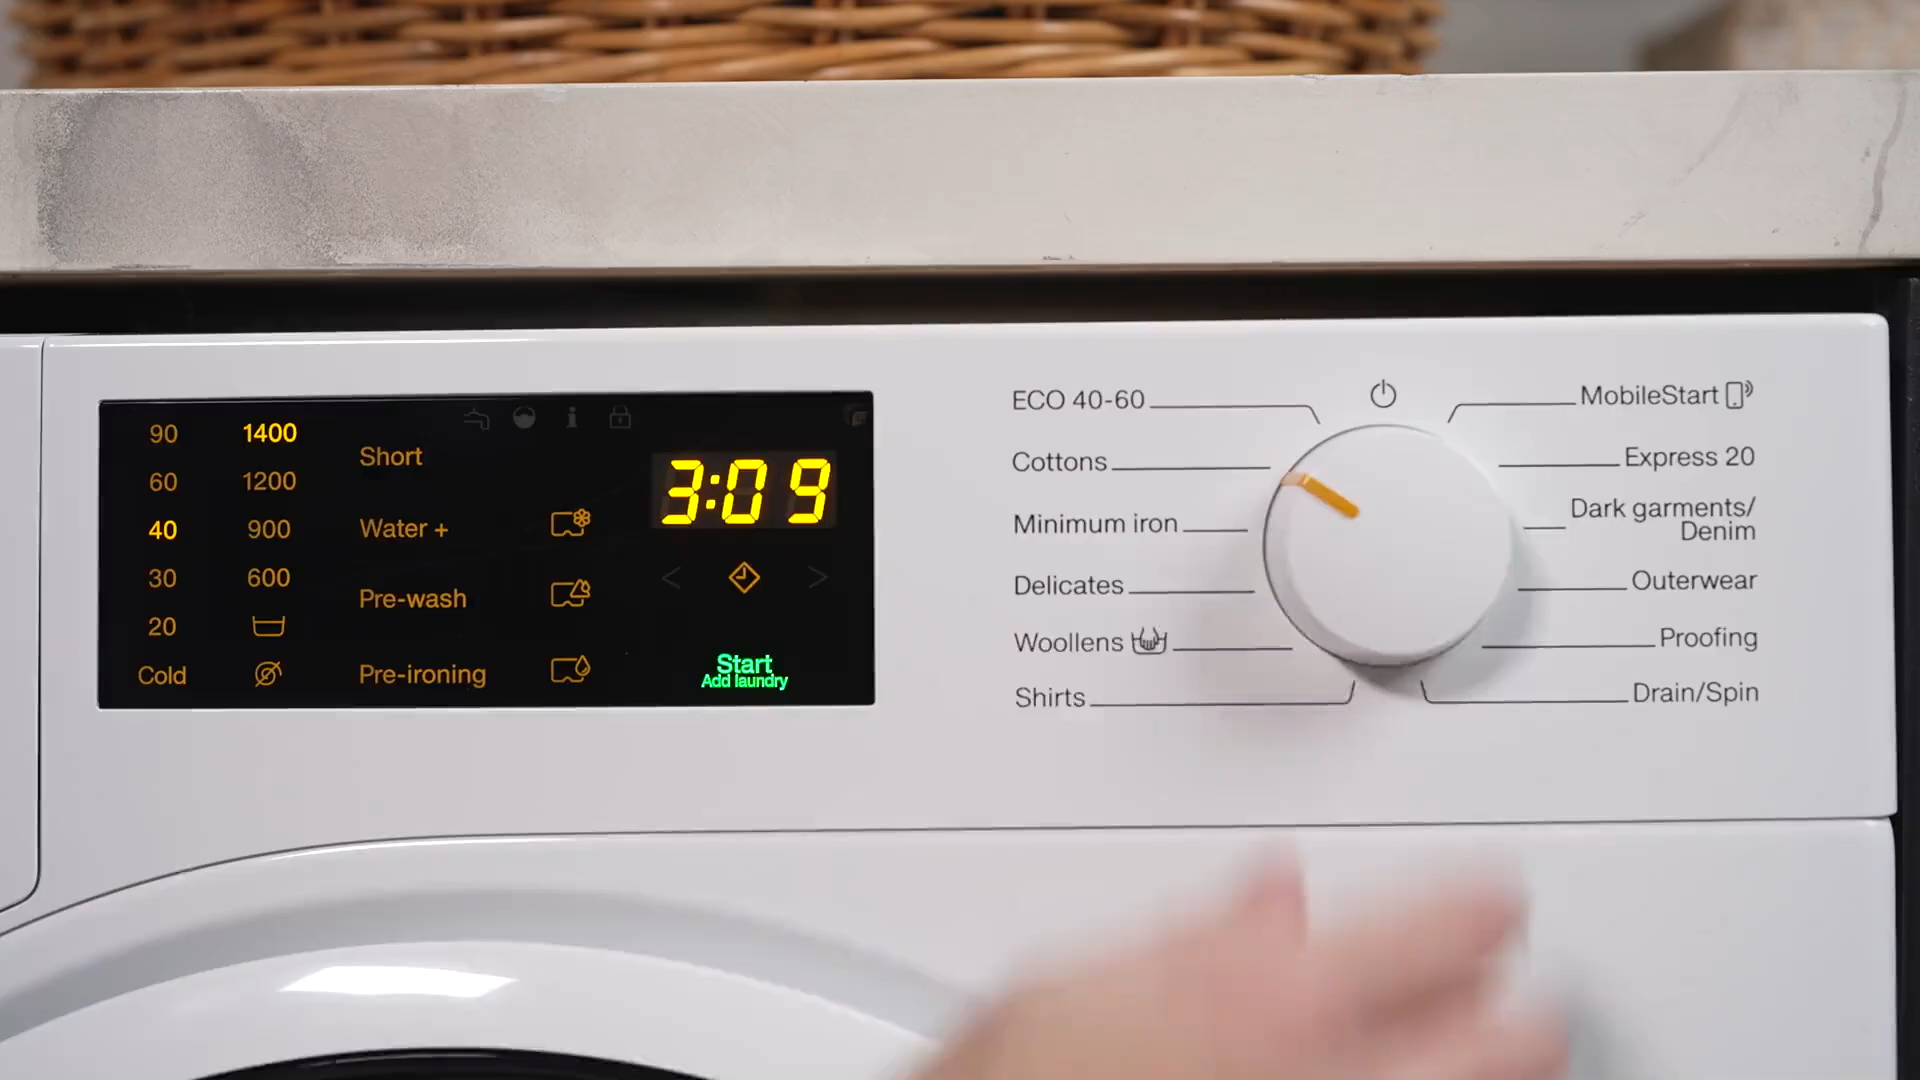 90
60
40
30
20
Cold
1400
1200
900
600
Short
Water +
Pre-wash
Pre-ironing
3:09
< >
Start
Add laundry
ECO 40-60
Cottons
Minimum iron
Delicates
Woollens
Shirts
MobileStart
Express 20
Dark garments/
Denim
Outerwear
Proofing
Drain/Spin